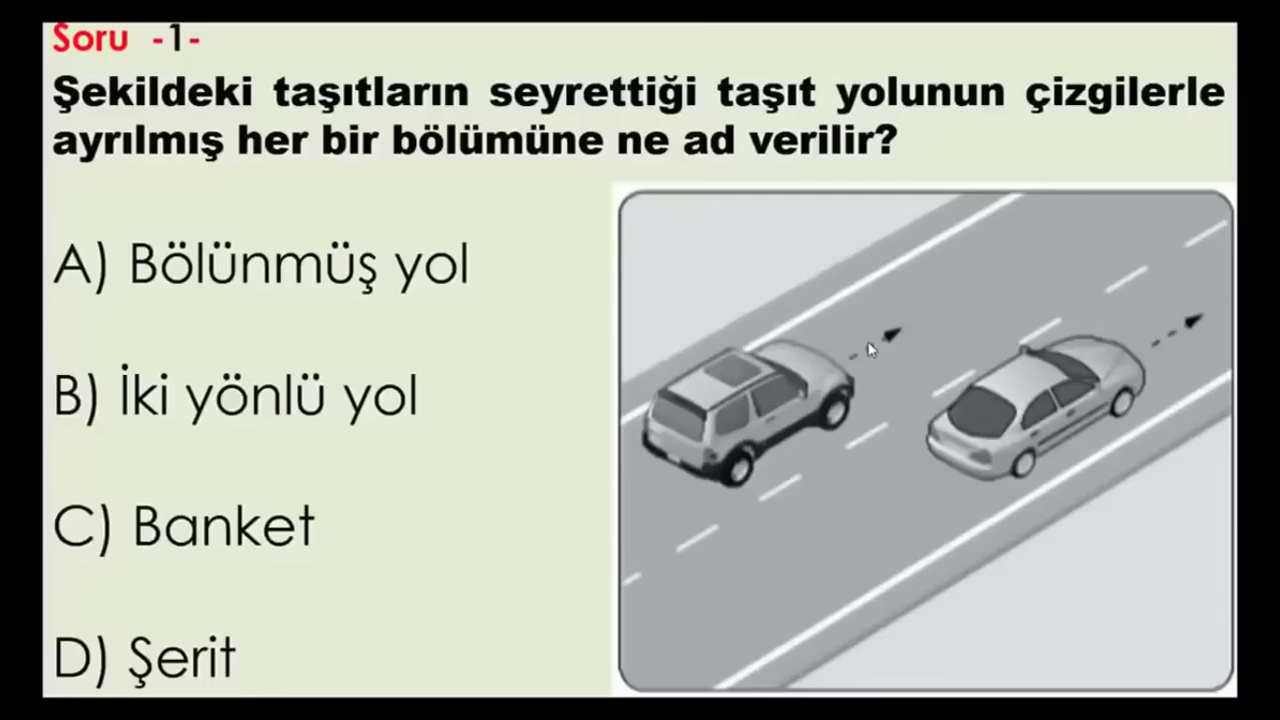 Soru -1-
Şekildeki taşıtların seyrettiği taşıt yolunun çizgilerle
ayrılmış her bir bölümüne ne ad verilir?
A) Bölünmüş yol
B) İki yönlü yol
C) Banket
D) Şerit